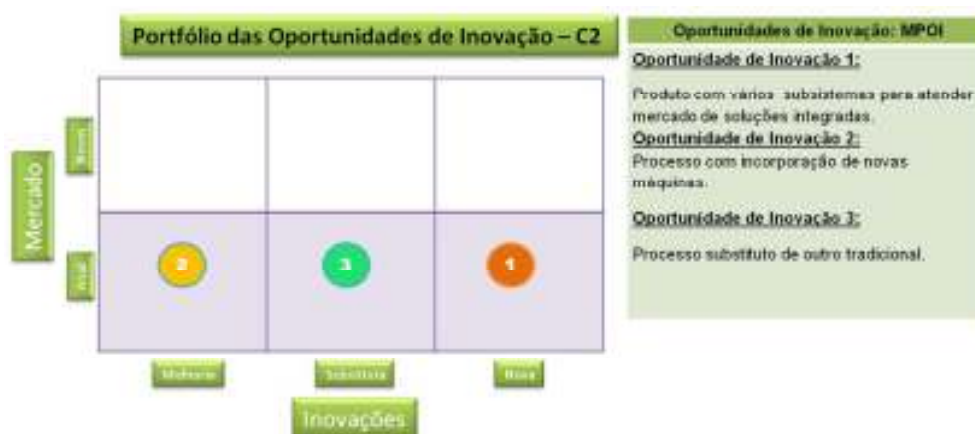 Portfólio das Oportunidades de Inovação – C2
Oportunidades de Inovação: MPOI
Oportunidade de Inovação 1:
Produto com vários subsistemas para atender
mercado de soluções integradas.
Oportunidade de Inovação 2:
Processo com incorporação de novas
máquinas.
Oportunidade de Inovação 3:
Processo substituto de outro tradicional.
Mercado
Atual
2
3
1
Melhoria
Nova
Inovações